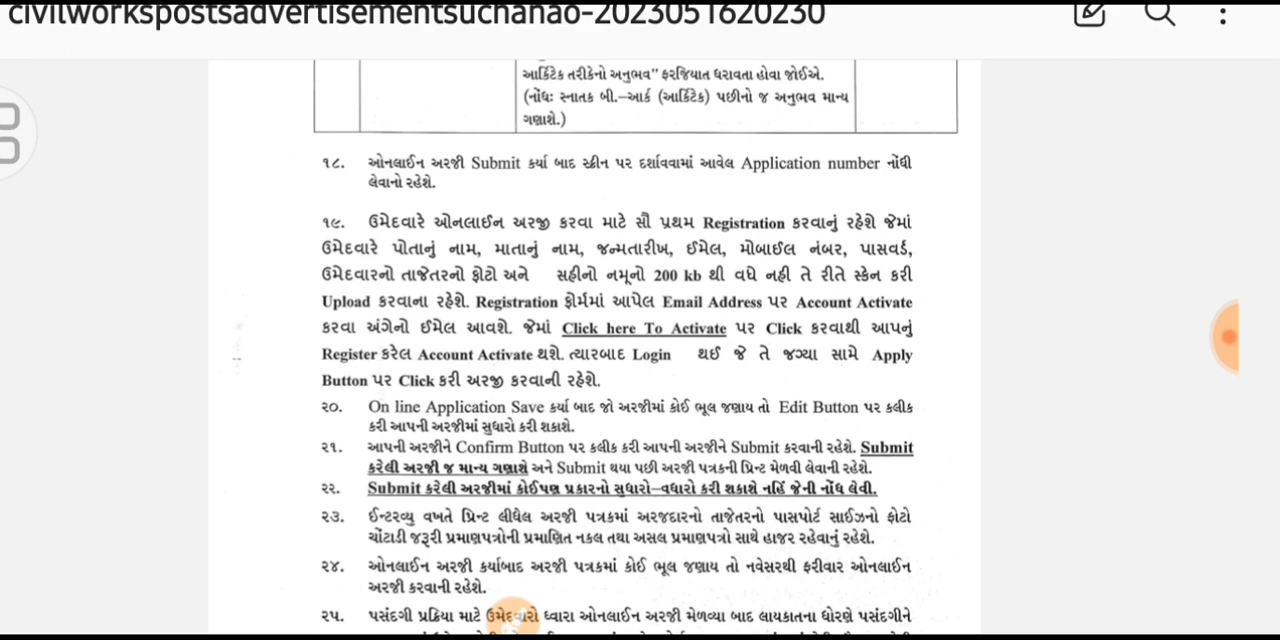 civilworkspostsadvertisementsuchanao-2023051620230
આર્કિટેક તરીકેનો અનુભવ" ફરજિયાત ધરાવતા હોવા જોઈએ.
(નોંધઃ સ્નાતક બી.–આર્ક (આર્કિટેક) પછીનો જ અનુભવ માન્ય
ગણાશે.)
૧૮. ઓનલાઈન અરજી Submit કર્યા બાદ સ્ક્રીન પર દર્શાવવામાં આવેલ Application number નોંધી
લેવાનો રહેશે.
૧૯. ઉમેદવારે ઓનલાઈન અરજી કરવા માટે સૌ પ્રથમ Registration કરવાનું રહેશે જેમાં
ઉમેદવારે પોતાનું નામ, માતાનું નામ, જન્મતારીખ, ઈમેલ, મોબાઈલ નંબર, પાસવર્ડ,
ઉમેદવારનો તાજેતરનો ફોટો અને સહીનો નમૂનો 200 kb થી વધે નહી તે રીતે સ્કેન કરી
Upload કરવાના રહેશે. Registration ફોર્મમાં આપેલ Email Address પર Account Activate
કરવા અંગેનો ઈમેલ આવશે. જેમાં Click here To Activate પર Click કરવાથી આપનું
Register કરેલ Account Activate થશે. ત્યારબાદ Login થઈ જે તે જગ્યા સામે Apply
Button પર Click કરી અરજી કરવાની રહેશે.
૨૦. On line Application Save કર્યા બાદ જો અરજીમાં કોઈ ભૂલ જણાય તો Edit Button પર કલીક
કરી આપની અરજીમાં સુધારો કરી શકાશે.
૨૧. આપની અરજીને Confirm Button પર કલીક કરી આપની અરજીને Submit કરવાની રહેશે. Submit
કરેલી અરજી જ માન્ય ગણાશે અને Submit થયા પછી અરજી પત્રકની પ્રિન્ટ મેળવી લેવાની રહેશે.
૨૨. Submit કરેલી અરજીમાં કોઈપણ પ્રકારનો સુધારો–વધારો કરી શકાશે નહિં જેની નોંધ લેવી.
૨૩. ઈન્ટરવ્યુ વખતે પ્રિન્ટ લીધેલ અરજી પત્રકમાં અરજદારનો તાજેતરનો પાસપોર્ટ સાઈઝનો ફોટો
ચોંટાડી જરૂરી પ્રમાણપત્રોની પ્રમાણિત નકલ તથા અસલ પ્રમાણપત્રો સાથે હાજર રહેવાનું રહેશે.
૨૪. ઓનલાઈન અરજી કર્યાબાદ અરજી પત્રકમાં કોઈ ભૂલ જણાય તો નવેસરથી ફરીવાર ઓનલાઈન
અરજી કરવાની રહેશે.
૨૫. પસંદગી પ્રક્રિયા માટે ઉમેદવારો ધ્વારા ઓનલાઈન અરજી મેળવ્યા બાદ લાયકાતના ધોરણે પસંદગીને